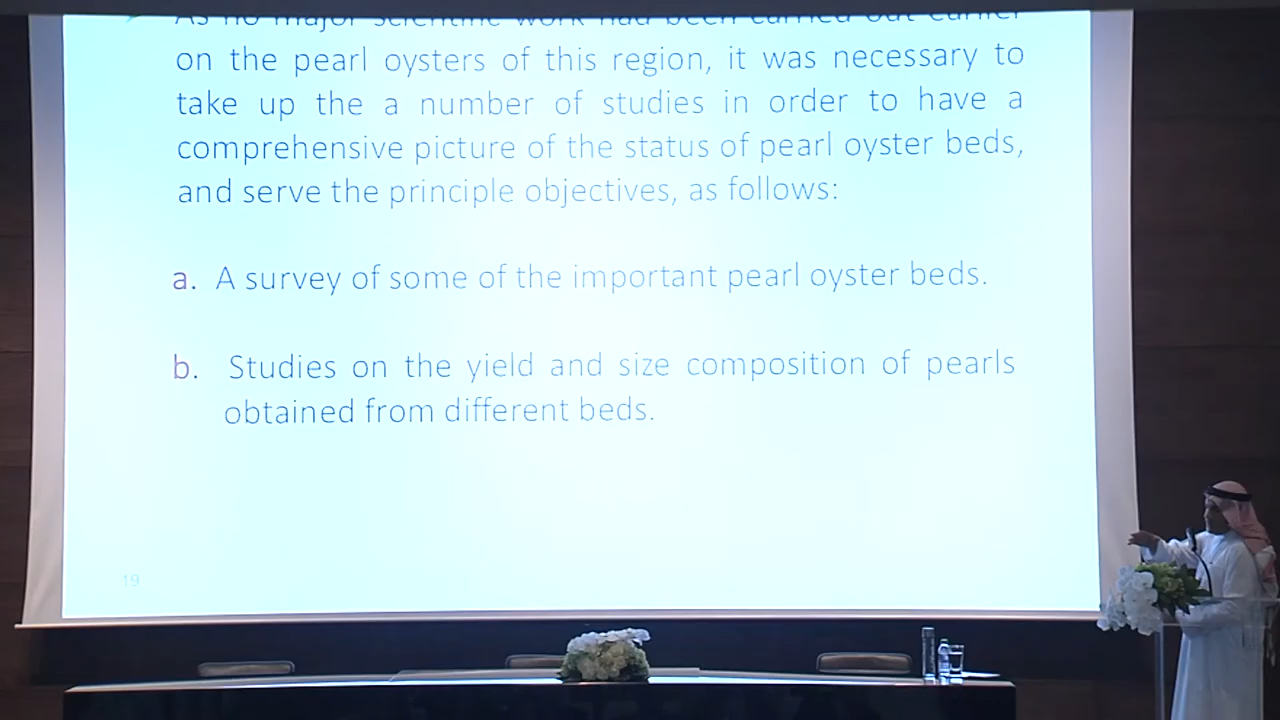 As no major scientific work had been carried out earlier
on the pearl oysters of this region, it was necessary to
take up the a number of studies in order to have a
comprehensive picture of the status of pearl oyster beds,
and serve the principle objectives, as follows:
a. A survey of some of the important pearl oyster beds.
b. Studies on the yield and size composition of pearls
obtained from different beds.
19